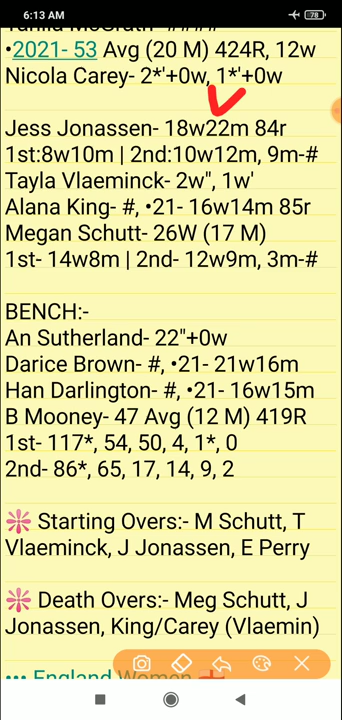 6:13 AM
78
•2021- 53 Avg (20 M) 424R, 12w
Nicola Carey- 2*'+0w, 1*'+0w
Jess Jonassen- 18w22m 84r
1st:8w10m | 2nd:10w12m, 9m-#
Tayla Vlaeminck- 2w", 1w'
Alana King- #, •21- 16w14m 85r
Megan Schutt- 26W (17 M)
1st- 14w8m | 2nd- 12w9m, 3m-#
BENCH:-
An Sutherland- 22"+0w
Darice Brown- #, •21- 21w16m
Han Darlington- #, •21- 16w15m
B Mooney- 47 Avg (12 M) 419R
1st- 117*, 54, 50, 4, 1*, 0
2nd- 86*, 65, 17, 14, 9, 2
Starting Overs:- M Schutt, T
Vlaeminck, J Jonassen, E Perry
Death Overs:- Meg Schutt, J
Jonassen, King/Carey (Vlaemin)
England Women